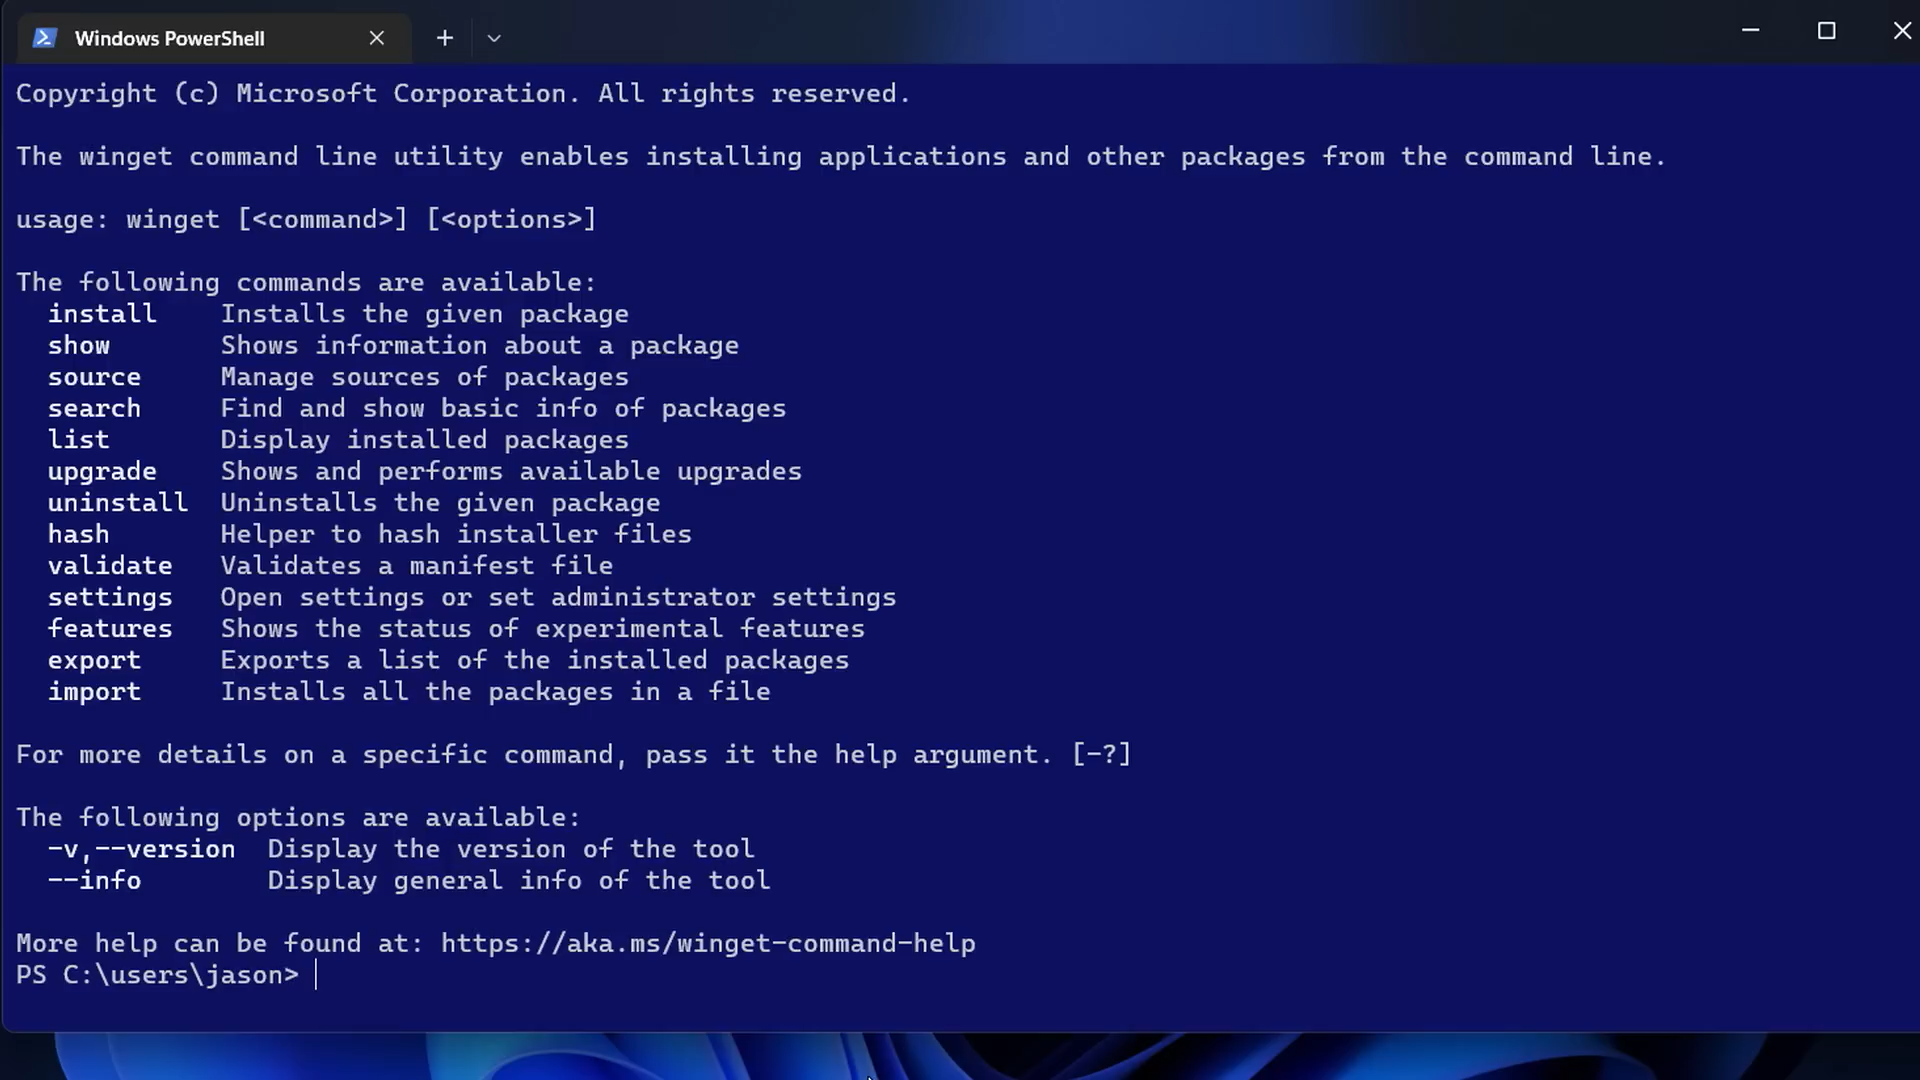 Windows PowerShell
Copyright (c) Microsoft Corporation. All rights reserved.
The winget command line utility enables installing applications and other packages from the command line.
usage: winget [<command>] [<options>]
The following commands are available:
install Installs the given package
show Shows information about a package
source Manage sources of packages
search Find and show basic info of packages
list Display installed packages
upgrade Shows and performs available upgrades
uninstall Uninstalls the given package
hash Helper to hash installer files
validate Validates a manifest file
settings Open settings or set administrator settings
features Shows the status of experimental features
export Exports a list of the installed packages
import Installs all the packages in a file
For more details on a specific command, pass it the help argument. [-?]
The following options are available:
-v,--version Display the version of the tool
--info Display general info of the tool
More help can be found at: https://aka.ms/winget-command-help
PS C:\users\jason>